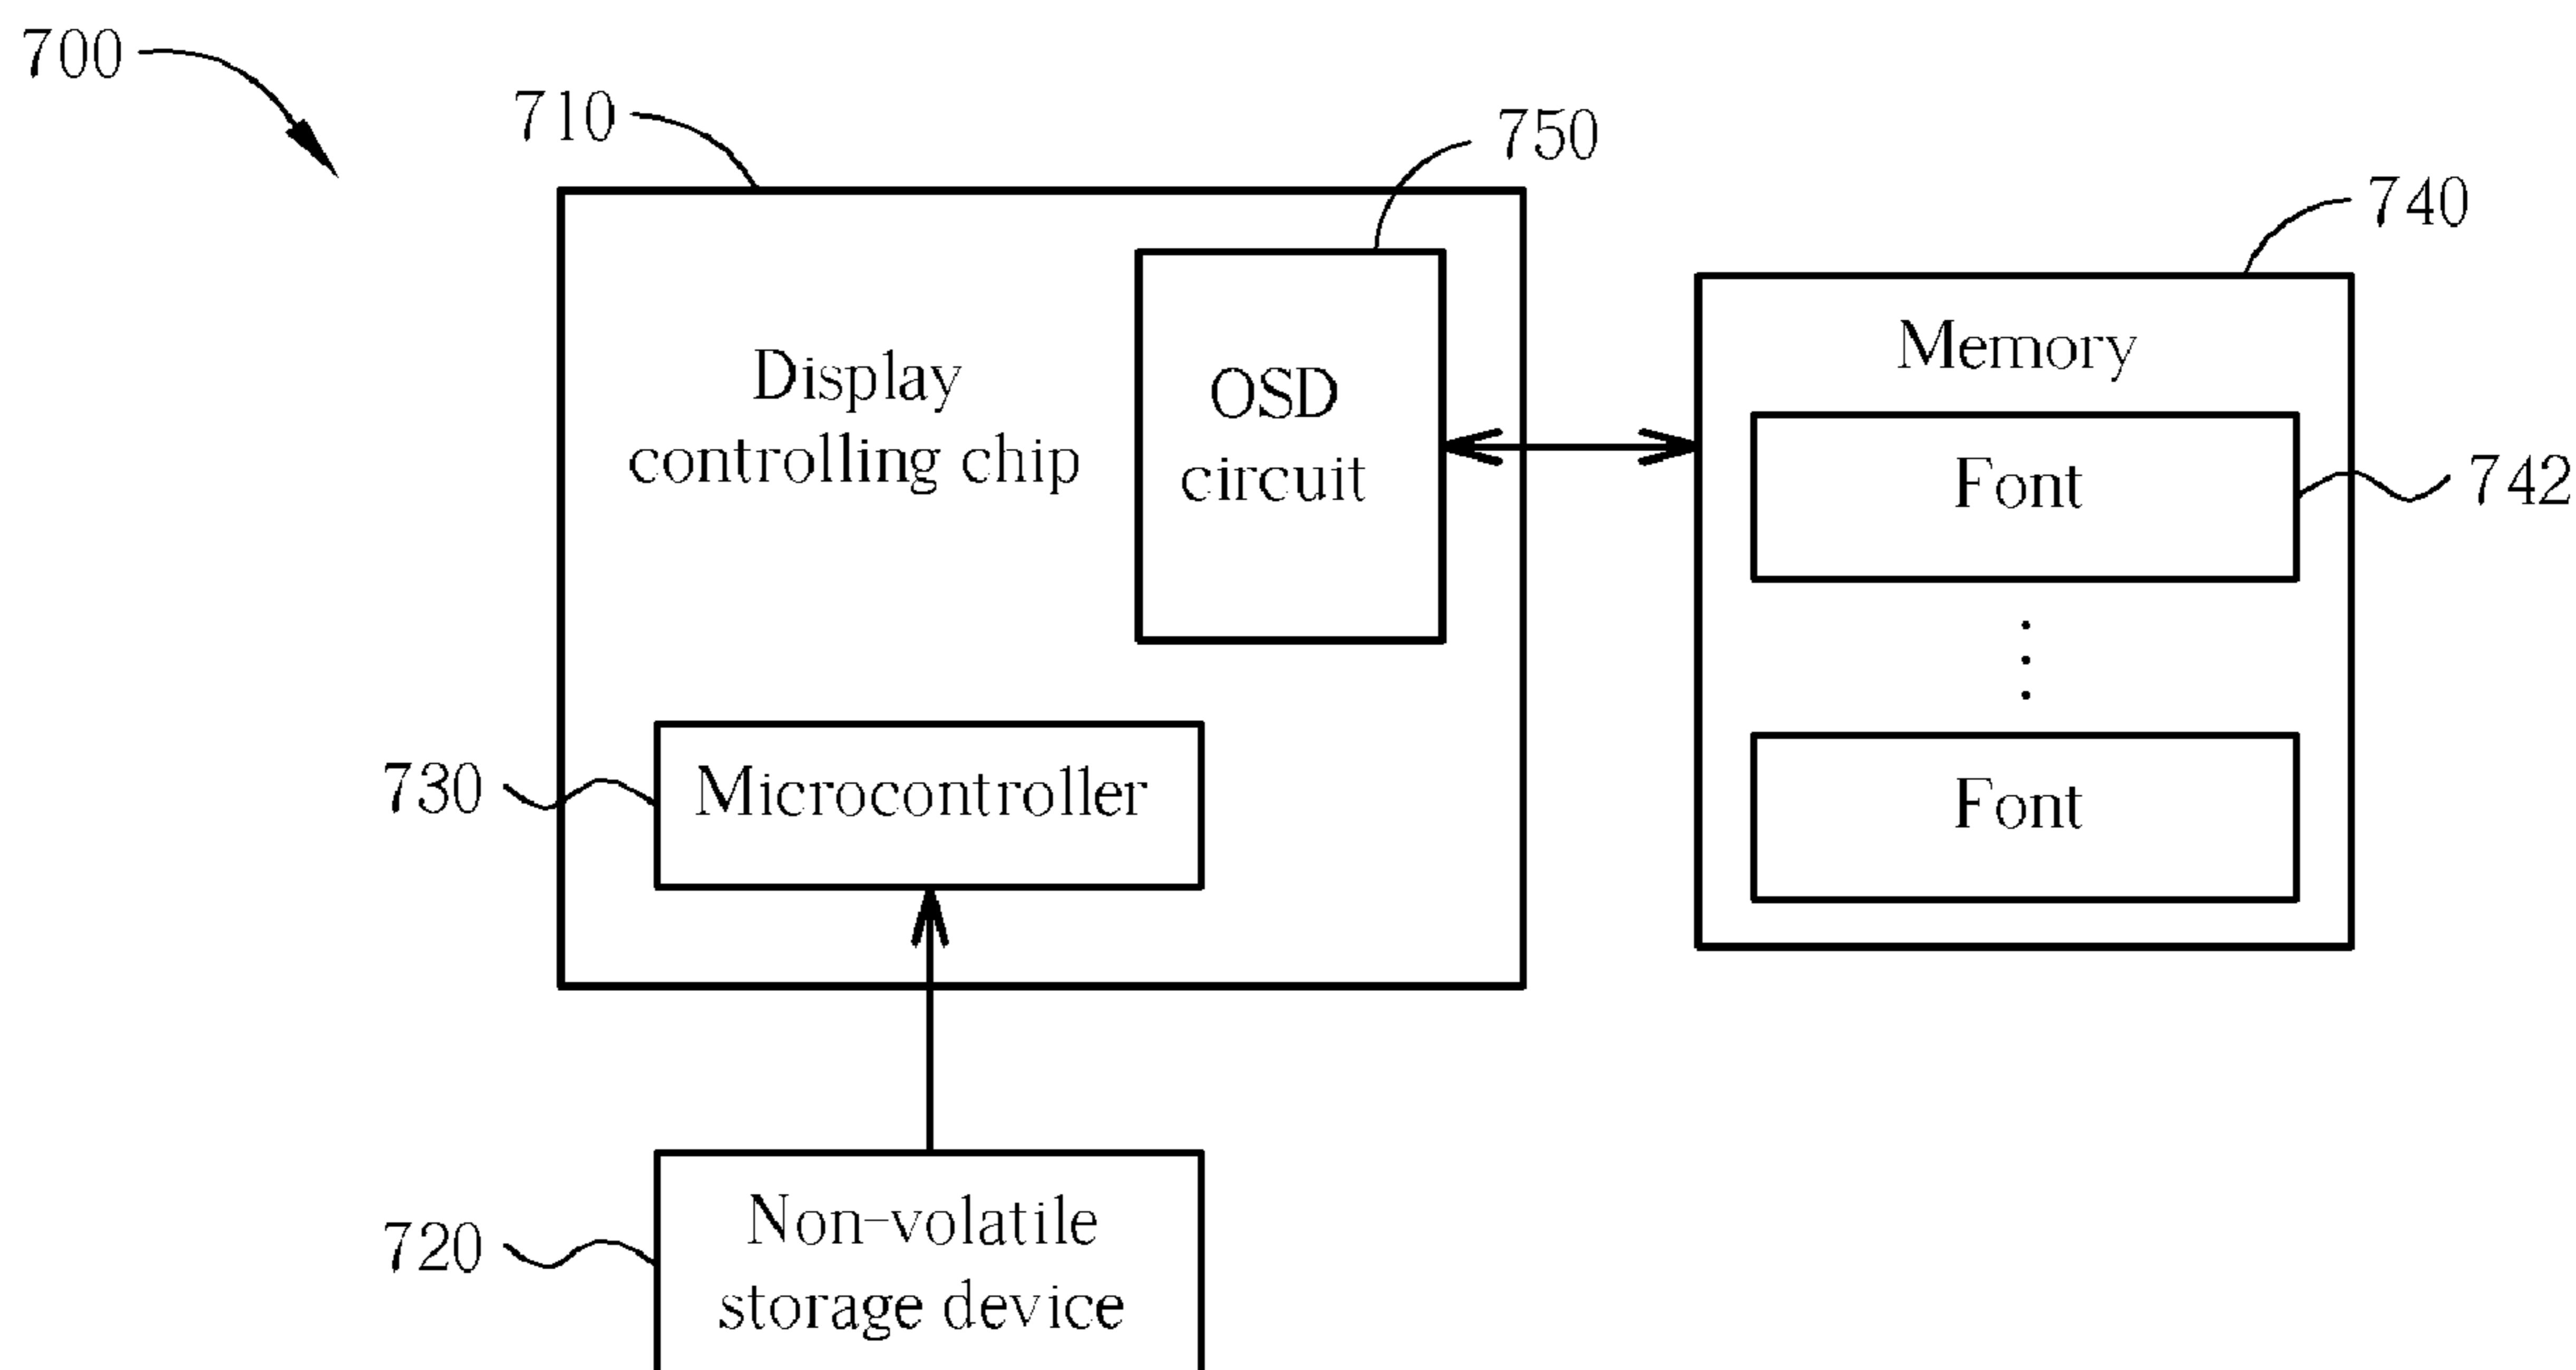 700
710
750
740
Display
controlling chip
OSD
circuit
Memory
Font
742
730
Microcontroller
Font
720
Non-volatile
storage device